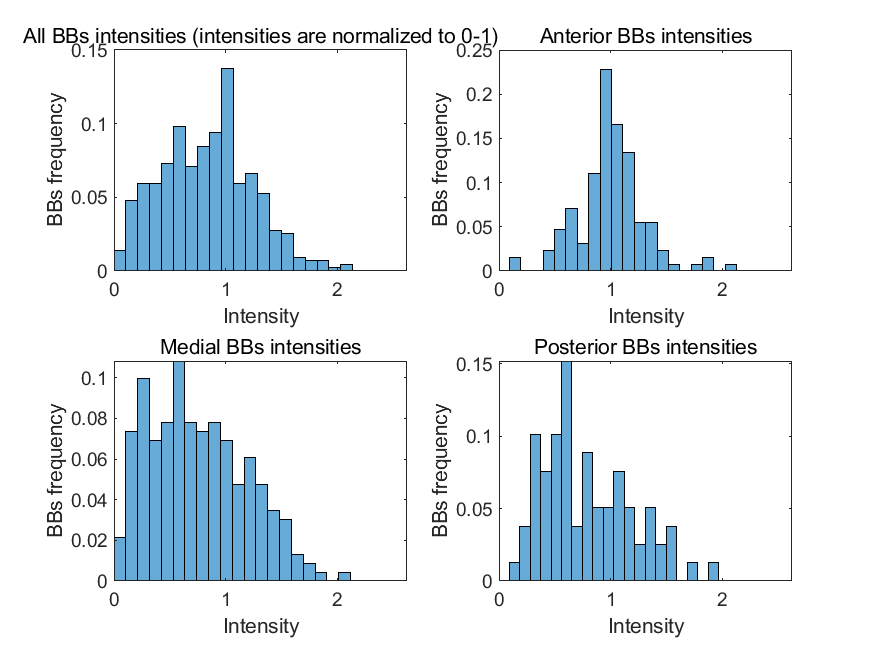 All BBs intensities (intensities are normalized to 0-1)
0.15
0.1
0.05
0
BBs frequency
0 1 2
Intensity
Anterior BBs intensities
0.25
0.2
0.15
0.1
0.05
0
BBs frequency
0 1 2
Intensity
Medial BBs intensities
0.1
0.08
0.06
0.04
0.02
0
BBs frequency
0 1 2
Intensity
Posterior BBs intensities
0.15
0.1
0.05
0
BBs frequency
0 1 2
Intensity